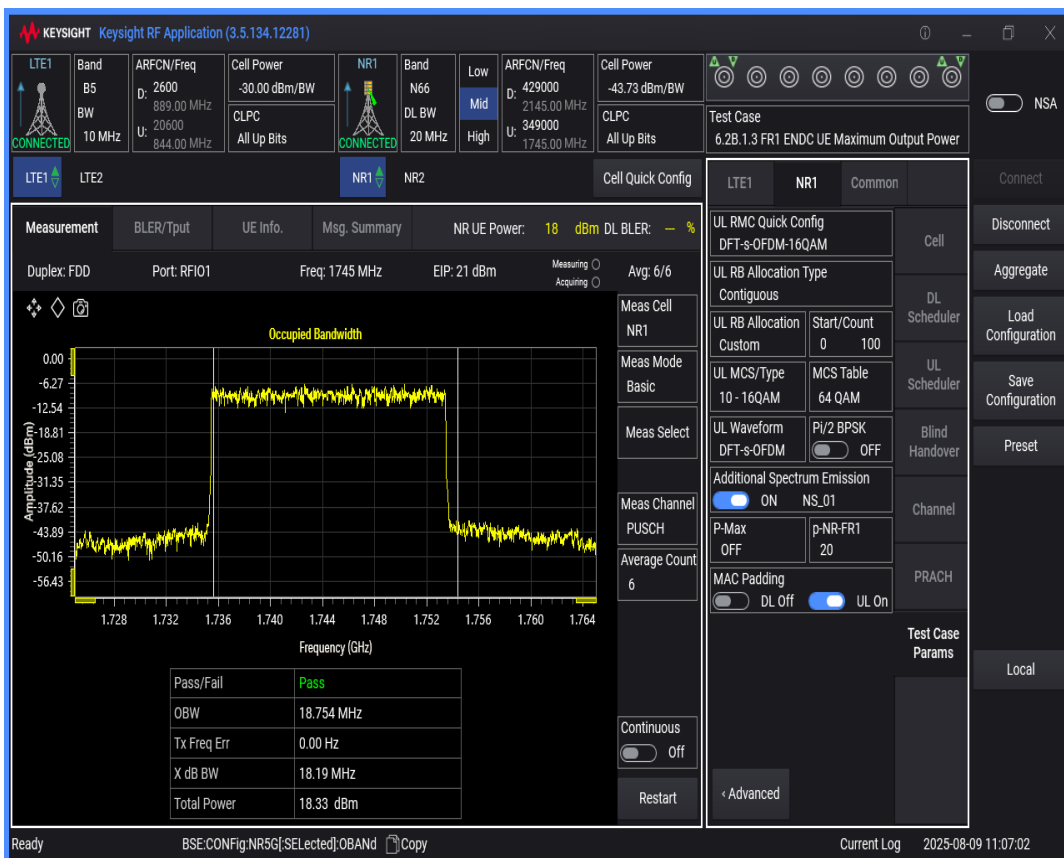 KEYSIGHT Keysight RF Application (3.5.134.12281)
LTE1
CONNECTED
Band
B5
BW
10 MHz
ARFCN/Freq
D: 2600
889.00 MHz
U: 20600
844.00 MHz
Cell Power
-30.00 dBm/BW
CLPC
All Up Bits
NR1
CONNECTED
Band
N66
DL BW
20 MHz
Low
Mid
High
ARFCN/Freq
D: 429000
2145.00 MHz
U: 349000
1745.00 MHz
Cell Power
-43.73 dBm/BW
CLPC
All Up Bits
Test Case
6.2B.1.3 FR1 ENDC UE Maximum Output Power
NSA
LTE1 LTE2 NR1 NR2 Cell Quick Config
Measurement BLER/Tput UE Info. Msg. Summary NR UE Power: 18 dBm DL BLER: -- %
Duplex: FDD Port: RFIO1 Freq: 1745 MHz EIP: 21 dBm Measuring Acquiring Avg: 6/6
Occupied Bandwidth
Amplitude (dBm)
0.00
-6.27
-12.54
-18.81
-25.08
-31.35
-37.62
-43.89
-50.16
-56.43
1.728 1.732 1.736 1.740 1.744 1.748 1.752 1.756 1.760 1.764
Frequency (GHz)
Pass/Fail Pass
OBW 18.754 MHz
Tx Freq Err 0.00 Hz
X dB BW 18.19 MHz
Total Power 18.33 dBm
Meas Cell
NR1
Meas Mode
Basic
Meas Select
Meas Channel
PUSCH
Average Count
6
Continuous
Off
Restart
LTE1 NR1 Common
UL RMC Quick Config
DFT-s-OFDM-16QAM
UL RB Allocation Type
Contiguous
UL RB Allocation Start/Count
Custom 0 100
UL MCS/Type MCS Table
10 - 16QAM 64 QAM
UL Waveform Pi/2 BPSK
DFT-s-OFDM OFF
Additional Spectrum Emission
ON NS_01
P-Max p-NR-FR1
OFF 20
MAC Padding
DL Off UL On
‹ Advanced
Cell
DL
Scheduler
UL
Scheduler
Blind
Handover
Channel
PRACH
Test Case
Params
Connect
Disconnect
Aggregate
Load
Configuration
Save
Configuration
Preset
Local
Ready BSE:CONFig:NR5G[:SELected]:OBANd Copy Current Log 2025-08-09 11:07:02